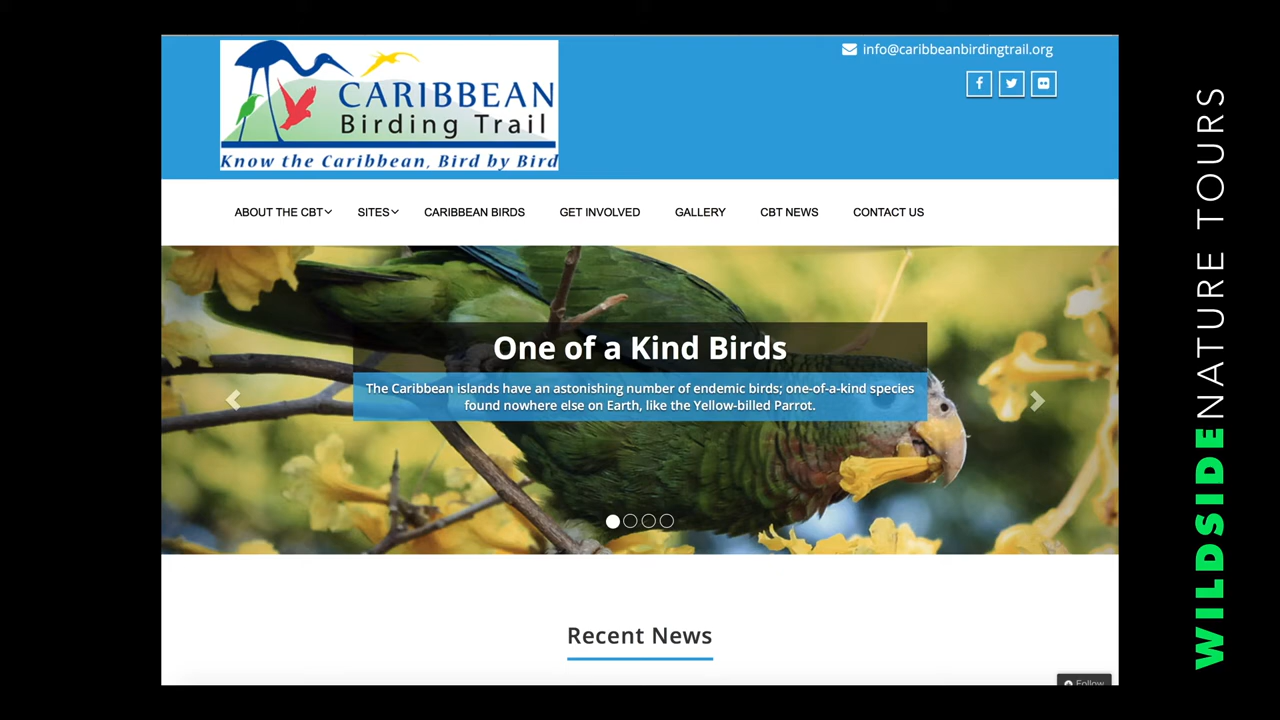 CARIBBEAN
Birding Trail
Know the Caribbean, Bird by Bird
info@caribbeanbirdingtrail.org
ABOUT THE CBT
SITES
CARIBBEAN BIRDS
GET INVOLVED
GALLERY
CBT NEWS
CONTACT US
One of a Kind Birds
The Caribbean islands have an astonishing number of endemic birds; one-of-a-kind species
found nowhere else on Earth, like the Yellow-billed Parrot.
Recent News
Follow
WILDSIDENATURE TOURS